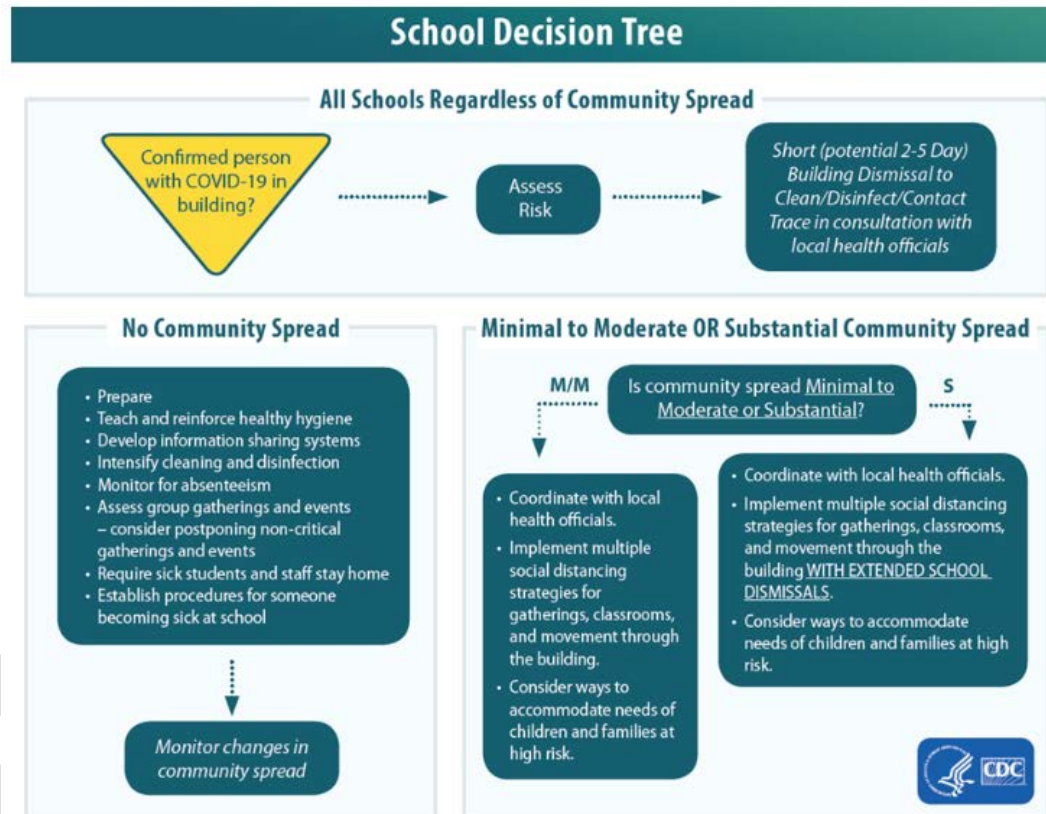 School Decision Tree
All Schools Regardless of Community Spread
Confirmed person
with COVID-19 in
building?
Assess
Risk
Short (potential 2-5 Day)
Building Dismissal to
Clean/Disinfect/Contact
Trace in consultation with
local health officials
No Community Spread
• Prepare
• Teach and reinforce healthy hygiene
• Develop information sharing systems
• Intensify cleaning and disinfection
• Monitor for absenteeism
• Assess group gatherings and events
– consider postponing non-critical
gatherings and events
• Require sick students and staff stay home
• Establish procedures for someone
becoming sick at school
Monitor changes in
community spread
Minimal to Moderate OR Substantial Community Spread
M/M
Is community spread Minimal to
Moderate or Substantial?
S
• Coordinate with local
health officials.
• Implement multiple
social distancing
strategies for
gatherings, classrooms,
and movement through
the building.
• Consider ways to
accommodate needs of
children and families at
high risk.
• Coordinate with local health officials.
• Implement multiple social distancing
strategies for gatherings, classrooms,
and movement through the
building WITH EXTENDED SCHOOL
DISMISSALS.
• Consider ways to accommodate
needs of children and families at high
risk.
CDC